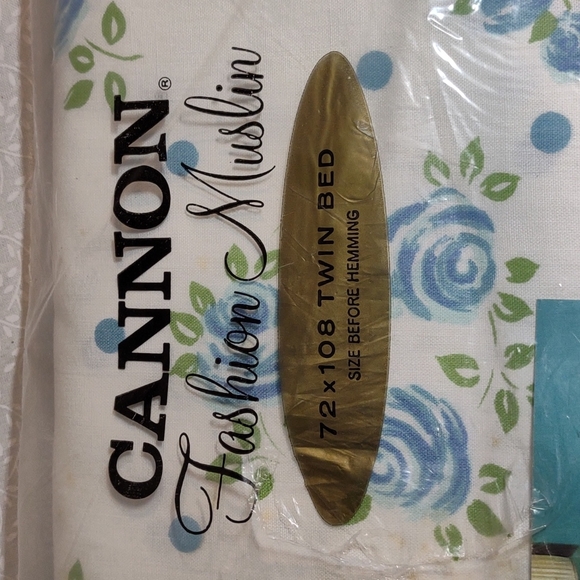 CANNON®
Fashion Muslin
72 x 108 TWIN BED
SIZE BEFORE HEMMING